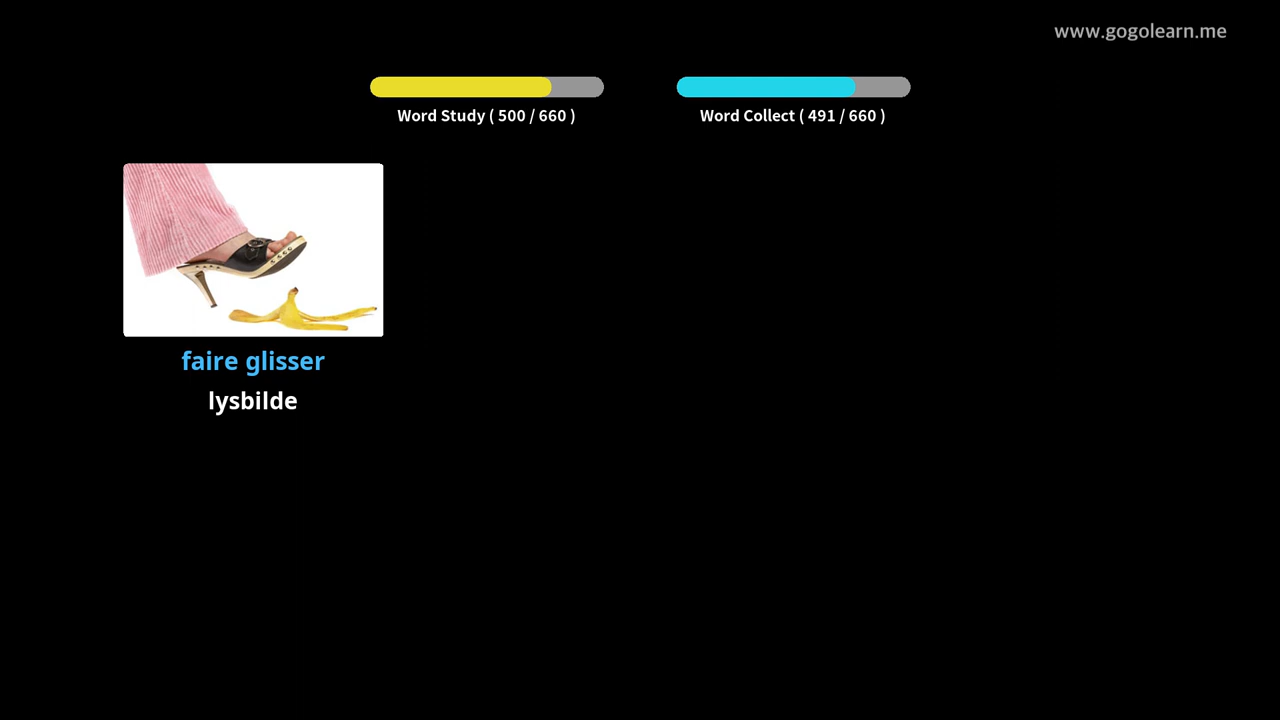 www.gogolearn.me
Word Study ( 500 / 660 )
Word Collect ( 491 / 660 )
faire glisser
lysbilde